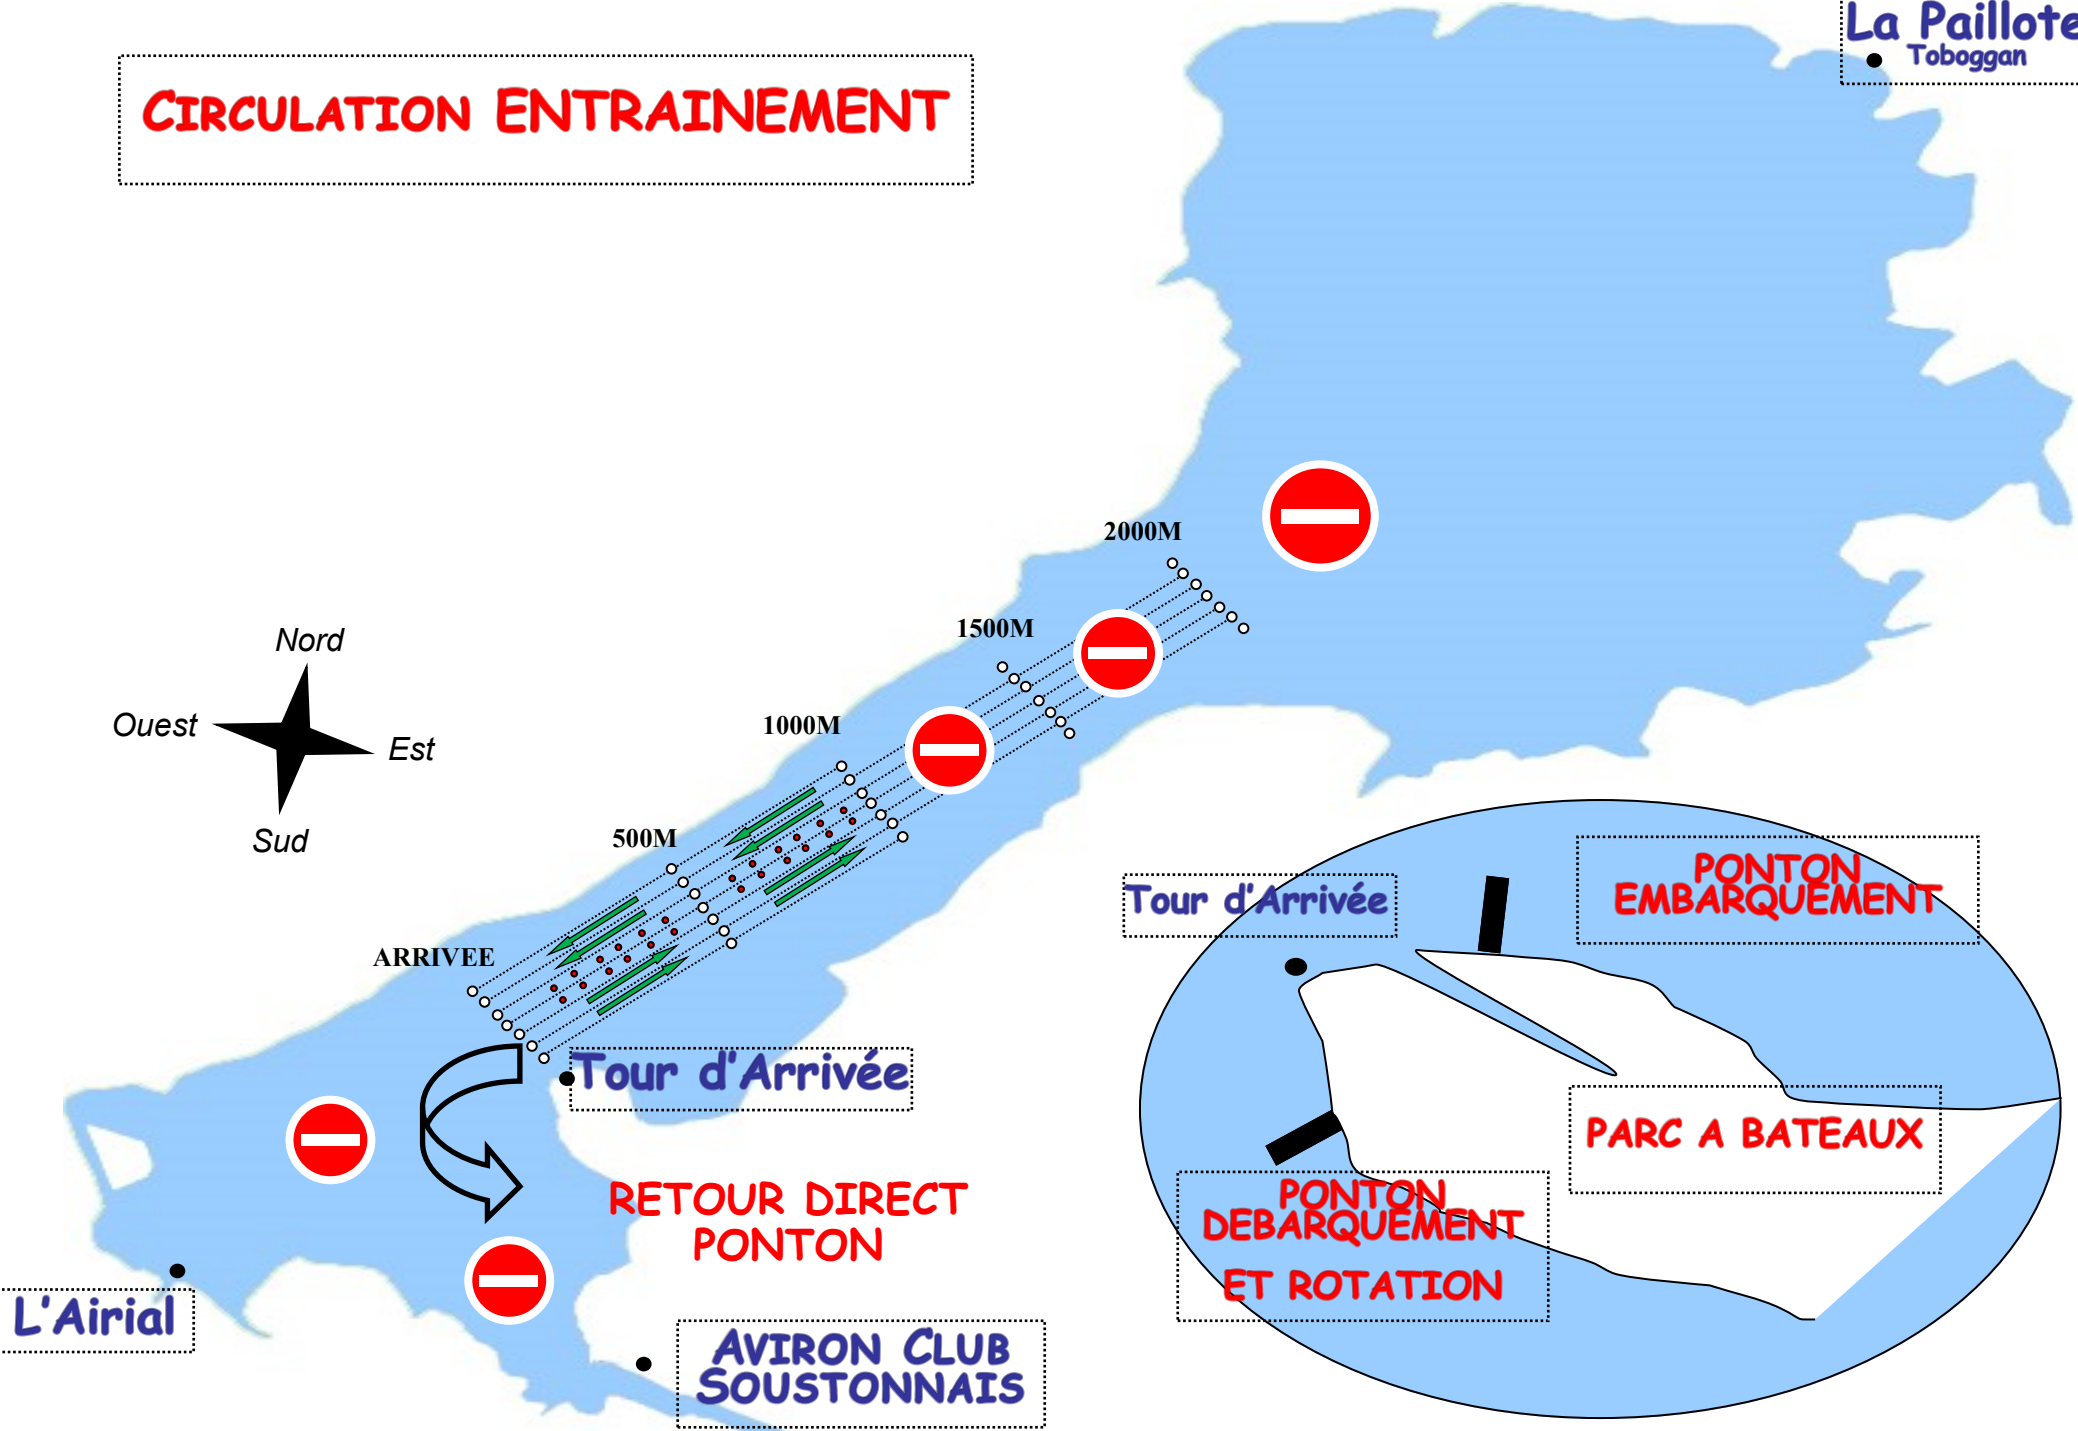 La Paillote
Toboggan
CIRCULATION ENTRAINEMENT
2000M
1500M
Nord
Ouest
Est
Sud
1000M
500M
ARRIVEE
Tour d'Arrivée
RETOUR DIRECT
PONTON
L'Airial
AVIRON CLUB
SOUSTONNAIS
Tour d'Arrivée
PONTON
EMBARQUEMENT
PARC A BATEAUX
PONTON
DEBARQUEMENT
ET ROTATION